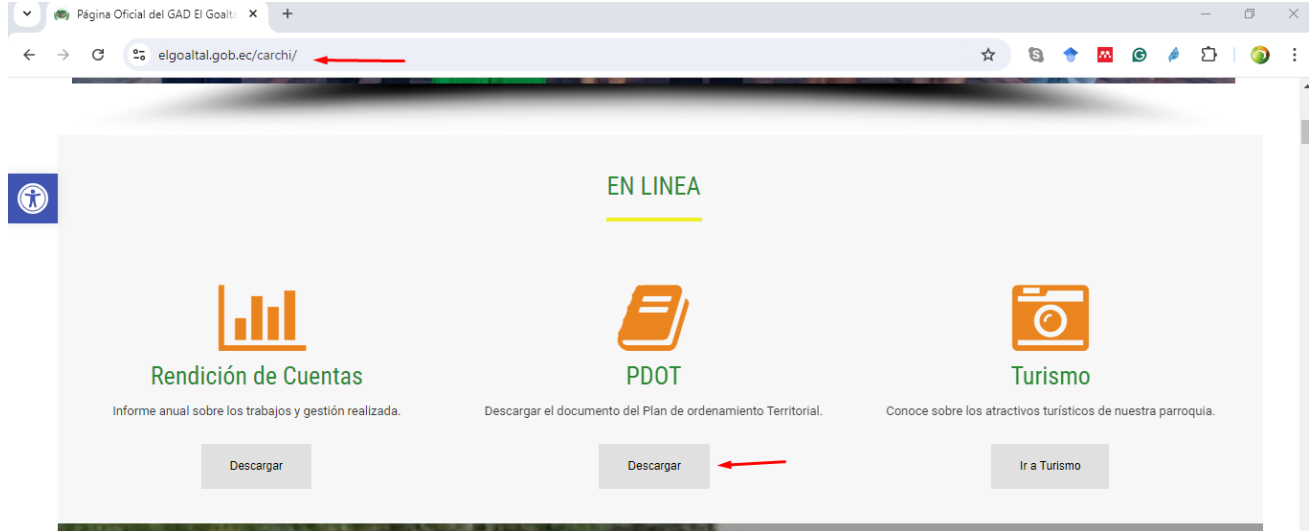 Página Oficial del GAD El Goalta
elgoaltal.gob.ec/carchi/
EN LINEA
Rendición de Cuentas
Informe anual sobre los trabajos y gestión realizada.
Descargar
PDOT
Descargar el documento del Plan de ordenamiento Territorial.
Descargar
Turismo
Conoce sobre los atractivos turísticos de nuestra parroquia.
Ir a Turismo